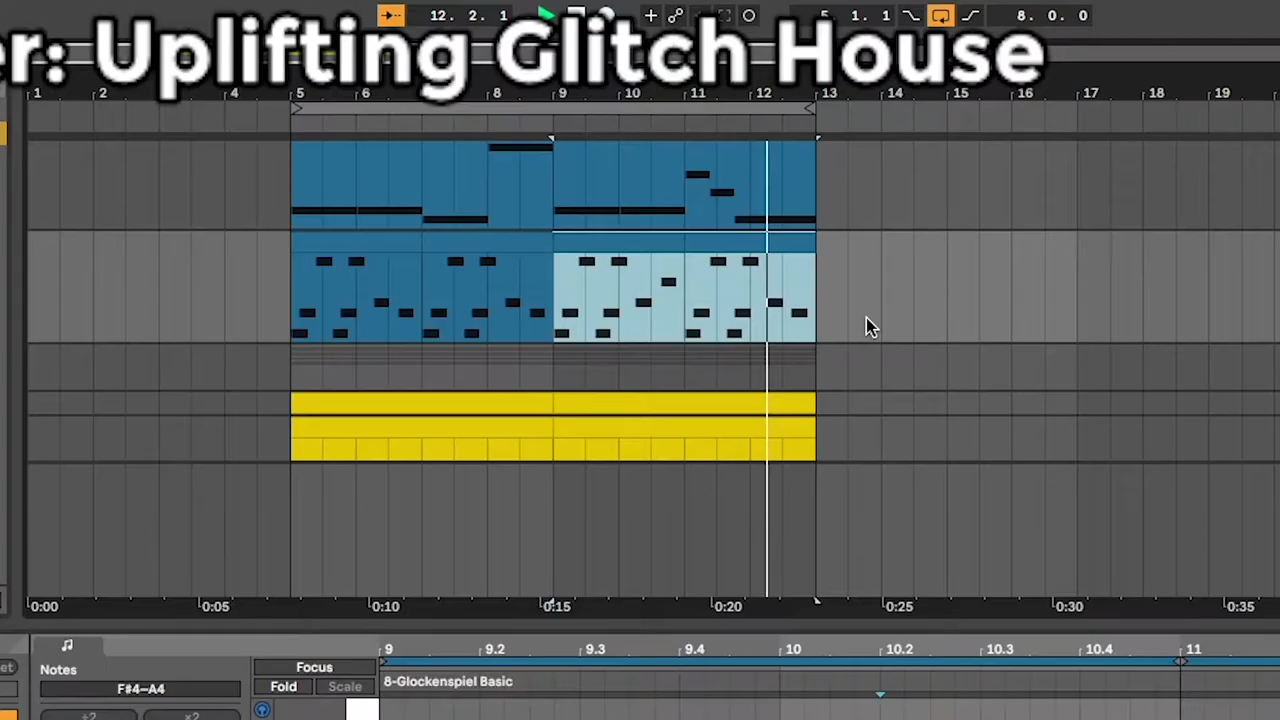 12. 2. 1
5. 1. 1
8. 0. 0
er: Uplifting Glitch House
1 2 4 5 6 8 9 10 11 12 13 14 15 16 17 18 19
0:00 0:05 0:10 0:15 0:20 0:25 0:30 0:35
et
Notes
F#4-A4
÷2 ×2
Focus
Fold Scale
9 9.2 9.3 9.4 10 10.2 10.3 10.4 11
8-Glockenspiel Basic